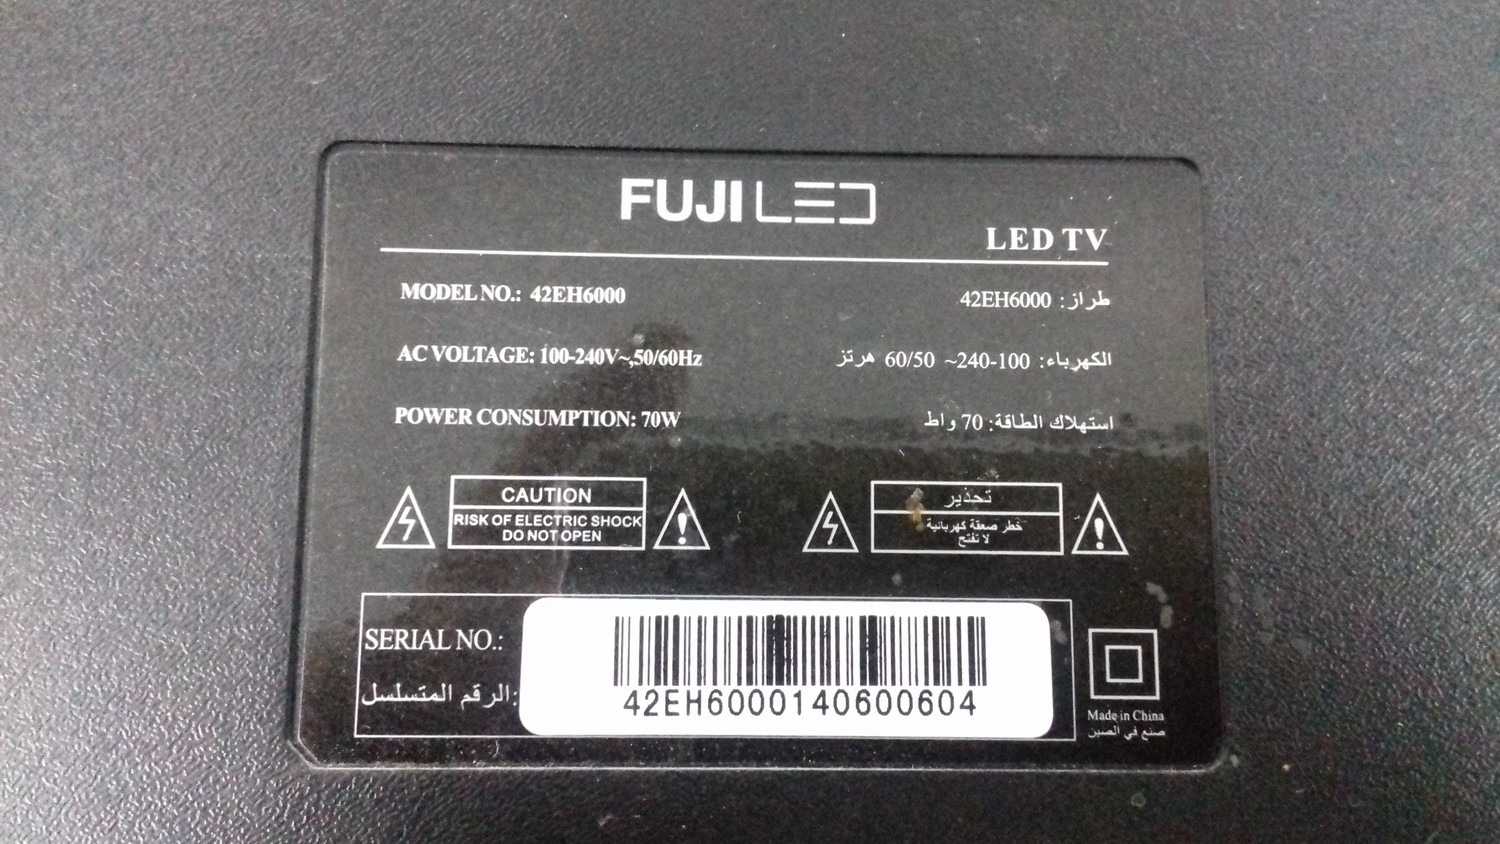 FUJI LED
LED TV
MODEL NO.: 42EH6000
طراز: 42EH6000
AC VOLTAGE: 100-240V~,50/60Hz
الكهرباء: 100-240~ 60/50 هرتز
POWER CONSUMPTION: 70W
استهلاك الطاقة: 70 واط
CAUTION
RISK OF ELECTRIC SHOCK
DO NOT OPEN
تحذير
خطر صعقة كهربائية
لا تفتح
SERIAL NO.:
الرقم المتسلسل:
42EH6000140600604
Made in China
صنع في الصين